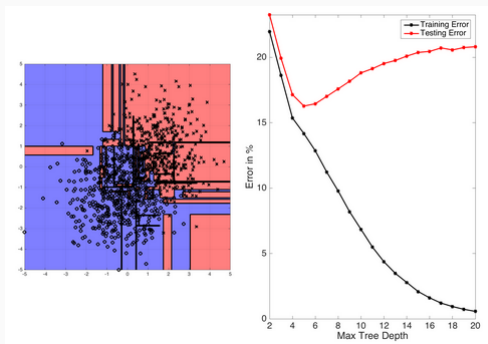 5
4
3
2
1
0
-1
-2
-3
-4
-5
-5 -4 -3 -2 -1 0 1 2 3 4 5
Training Error
Testing Error
20
15
10
5
0
Error in %
2 4 6 8 10 12 14 16 18 20
Max Tree Depth